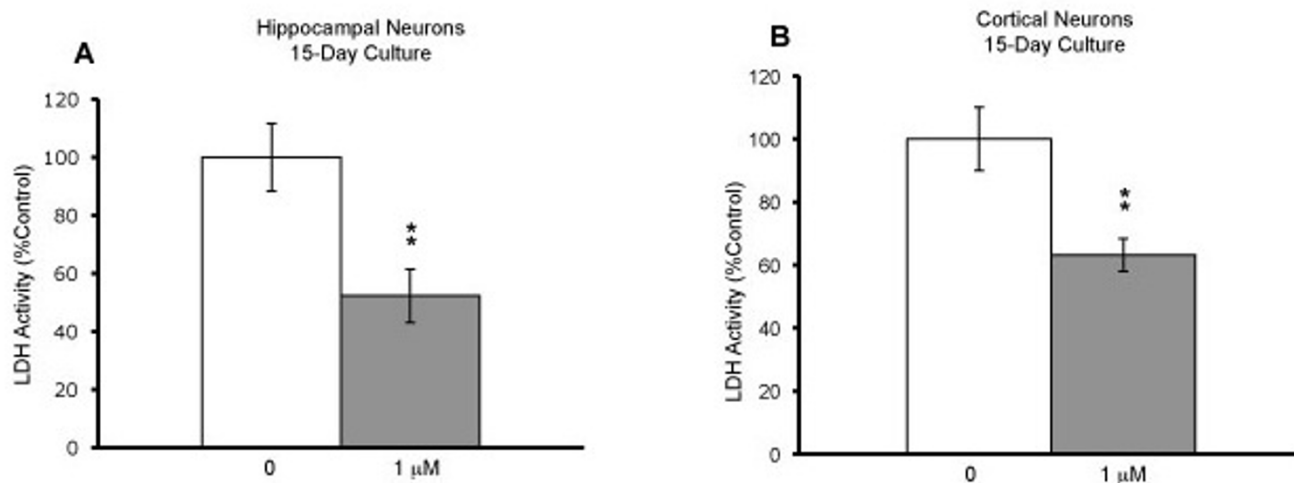 A
Hippocampal Neurons
15-Day Culture
LDH Activity (%Control)
120
100
80
60
40
20
0
**
0
1 μM
B
Cortical Neurons
15-Day Culture
LDH Activity (%Control)
120
100
80
60
40
20
0
**
0
1 μM